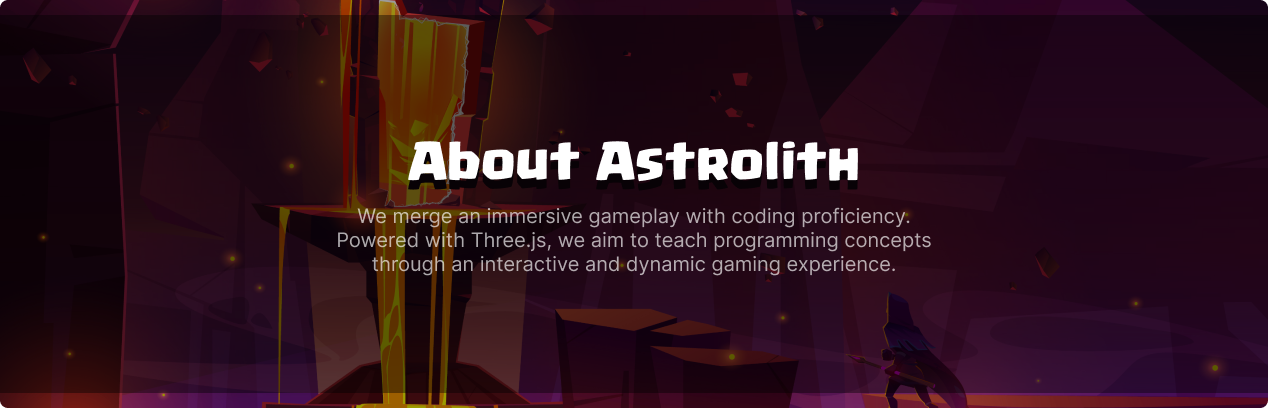 About Astrolith
We merge an immersive gameplay with coding proficiency.
Powered with Three.js, we aim to teach programming concepts
through an interactive and dynamic gaming experience.